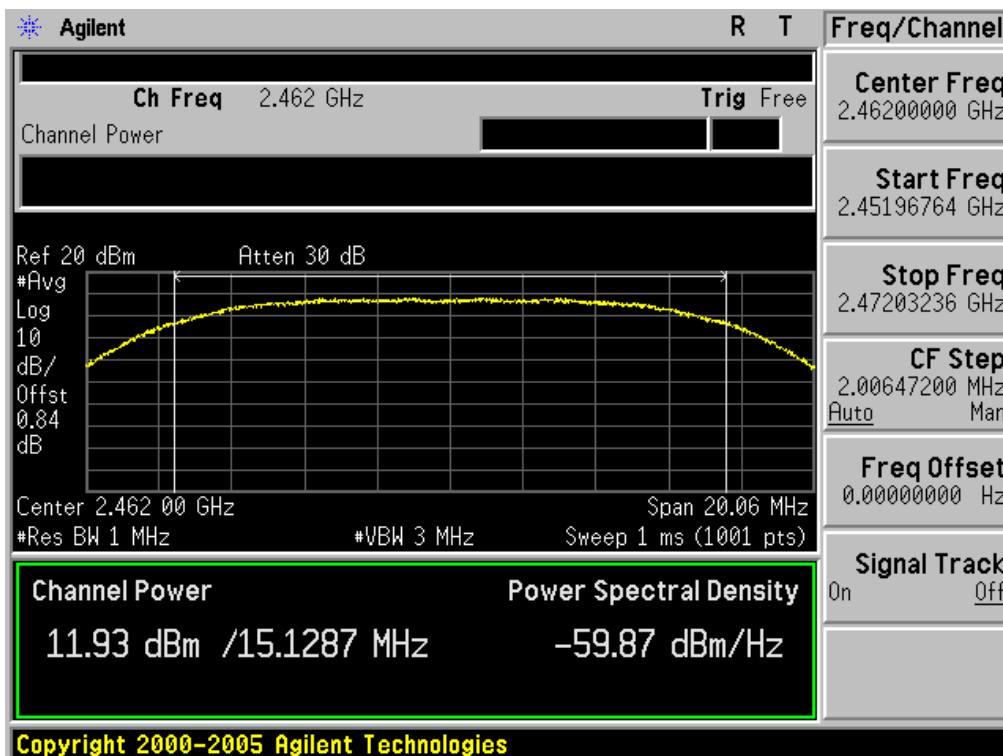 Agilent R T
Ch Freq 2.462 GHz Trig Free
Channel Power
Ref 20 dBm Atten 30 dB
#Avg
Log
10
dB/
Offst
0.84
dB
Center 2.462 00 GHz Span 20.06 MHz
#Res BW 1 MHz #VBW 3 MHz Sweep 1 ms (1001 pts)
Channel Power Power Spectral Density
11.93 dBm /15.1287 MHz -59.87 dBm/Hz
Copyright 2000-2005 Agilent Technologies
Freq/Channel
Center Freq
2.46200000 GHz
Start Freq
2.45196764 GHz
Stop Freq
2.47203236 GHz
CF Step
2.00647200 MHz
Auto Man
Freq Offset
0.00000000 Hz
Signal Track
On Off